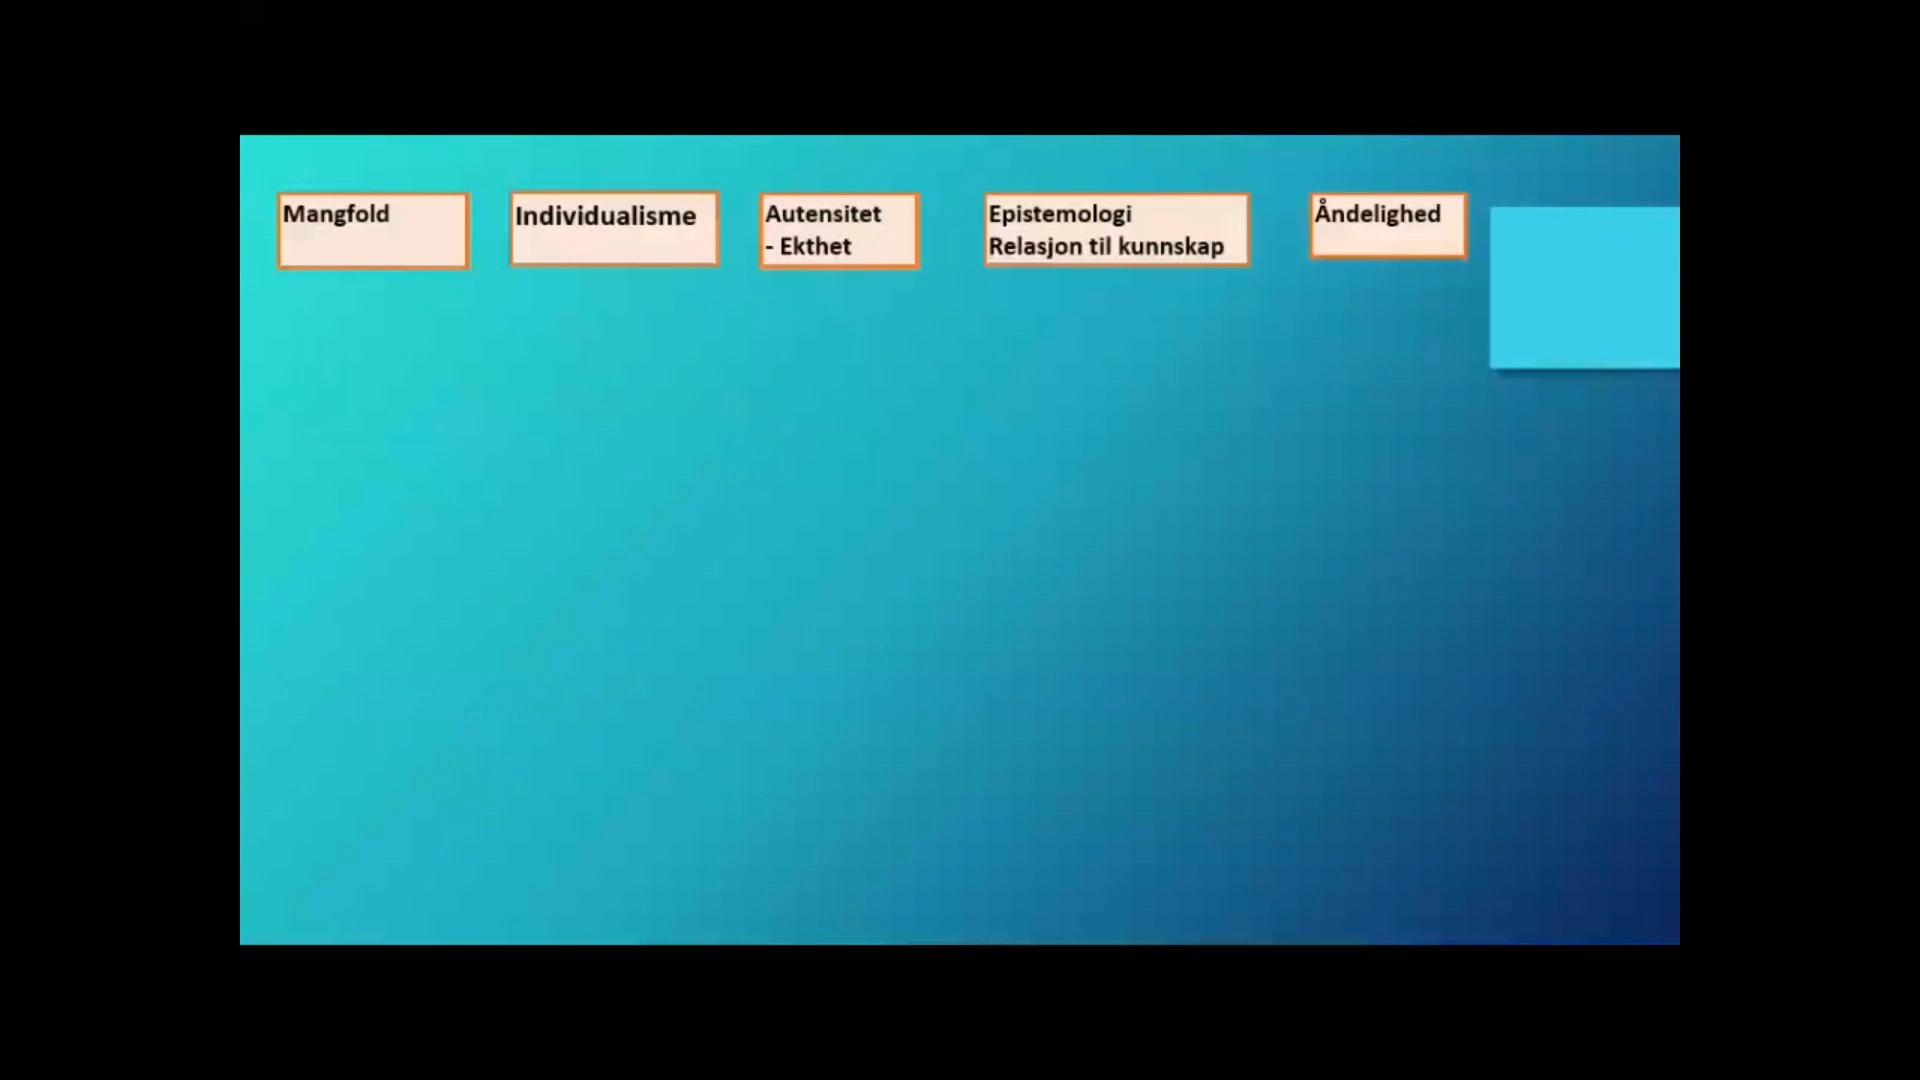 Mangfold
Individualisme
Autensitet
- Ekthet
Epistemologi
Relasjon til kunnskap
Åndelighed